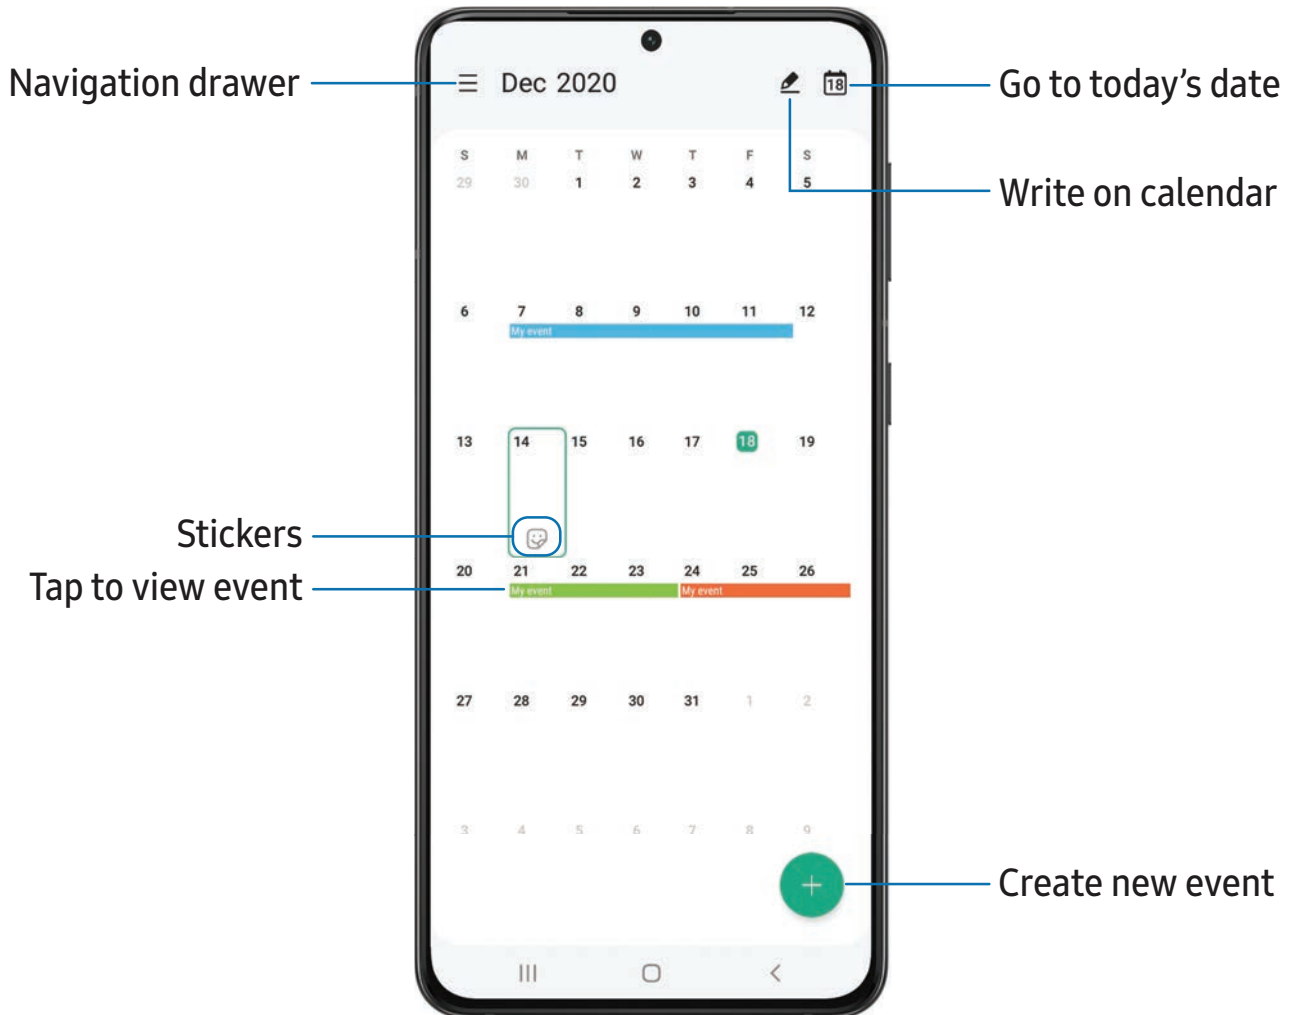 Navigation drawer
Dec 2020
18
Go to today’s date
Write on calendar
S M T W T F S
29 30 1 2 3 4 5
6 7 8 9 10 11 12
My event
13 14 15 16 17 18 19
Stickers
20 21 22 23 24 25 26
Tap to view event
My event My event
27 28 29 30 31 1 2
3 4 5 6 7 8 9
Create new event